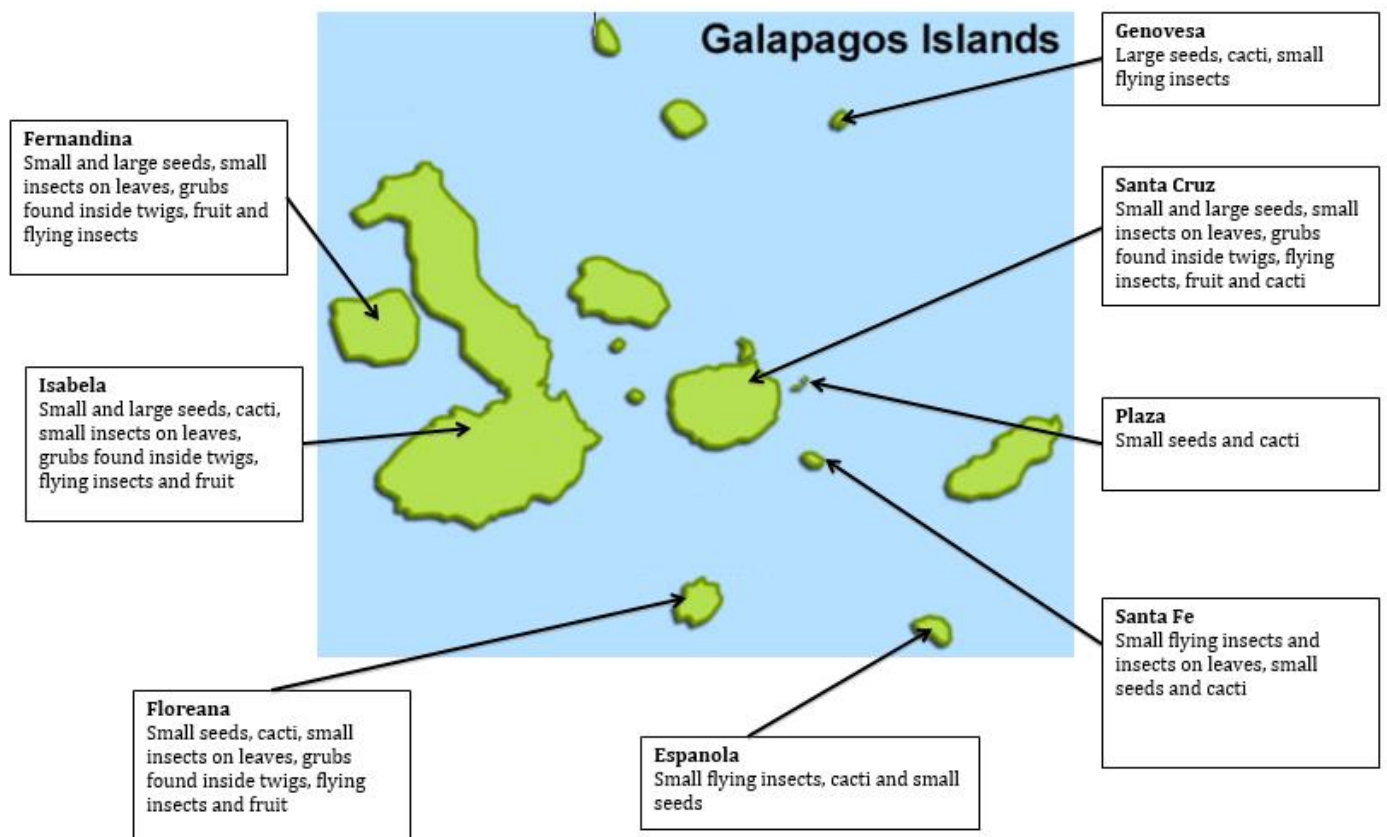 Galapagos Islands
Genovesa
Large seeds, cacti, small
flying insects
Fernandina
Small and large seeds, small
insects on leaves, grubs
found inside twigs, fruit and
flying insects
Santa Cruz
Small and large seeds, small
insects on leaves, grubs
found inside twigs, flying
insects, fruit and cacti
Isabela
Small and large seeds, cacti,
small insects on leaves,
grubs found inside twigs,
flying insects and fruit
Plaza
Small seeds and cacti
Santa Fe
Small flying insects and
insects on leaves, small
seeds and cacti
Floreana
Small seeds, cacti, small
insects on leaves, grubs
found inside twigs, flying
insects and fruit
Espanola
Small flying insects, cacti and small
seeds